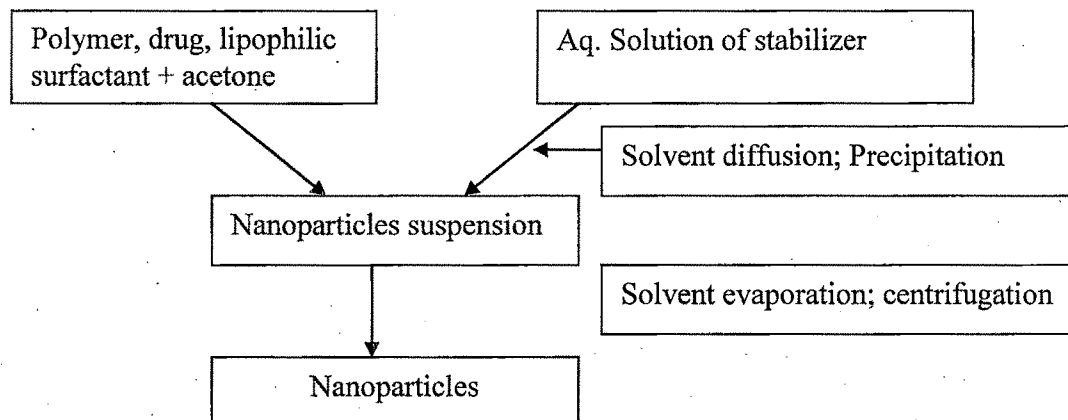 Polymer, drug, lipophilic
surfactant + acetone
Aq. Solution of stabilizer
Solvent diffusion; Precipitation
Nanoparticles suspension
Solvent evaporation; centrifugation
Nanoparticles